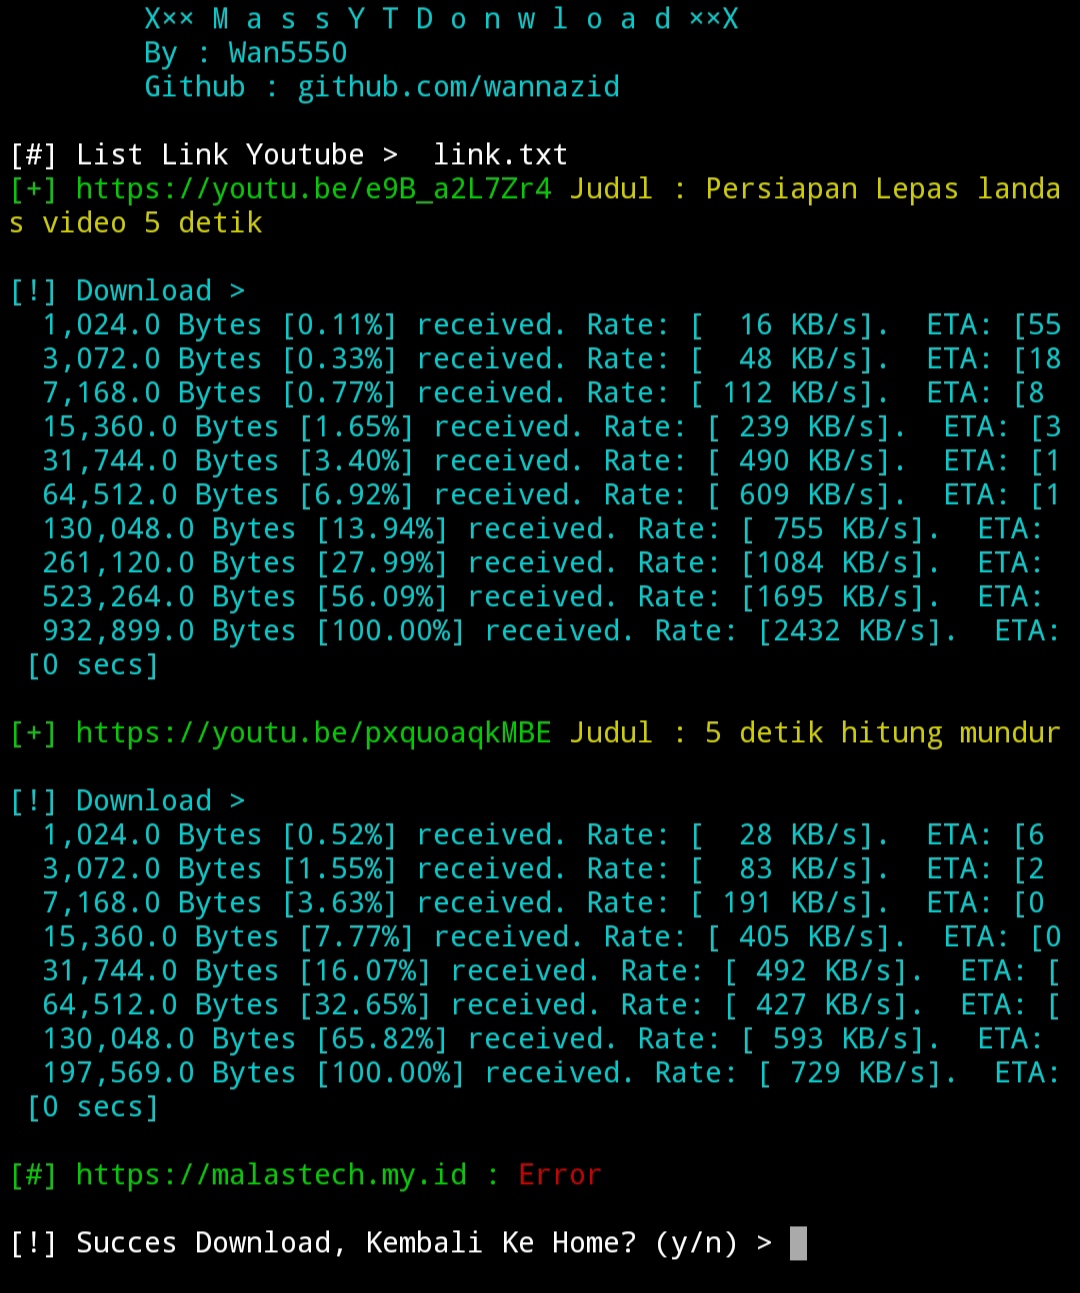 X×× M a s s Y T D o n w l o a d ××X
By : Wan5550
Github : github.com/wannazid
[#] List Link Youtube >  link.txt
[+] https://youtu.be/e9B_a2L7Zr4 Judul : Persiapan Lepas landa
s video 5 detik
[!] Download >
1,024.0 Bytes [0.11%] received. Rate: [  16 KB/s].  ETA: [55
3,072.0 Bytes [0.33%] received. Rate: [  48 KB/s].  ETA: [18
7,168.0 Bytes [0.77%] received. Rate: [ 112 KB/s].  ETA: [8
15,360.0 Bytes [1.65%] received. Rate: [ 239 KB/s].  ETA: [3
31,744.0 Bytes [3.40%] received. Rate: [ 490 KB/s].  ETA: [1
64,512.0 Bytes [6.92%] received. Rate: [ 609 KB/s].  ETA: [1
130,048.0 Bytes [13.94%] received. Rate: [ 755 KB/s].  ETA:
261,120.0 Bytes [27.99%] received. Rate: [1084 KB/s].  ETA:
523,264.0 Bytes [56.09%] received. Rate: [1695 KB/s].  ETA:
932,899.0 Bytes [100.00%] received. Rate: [2432 KB/s].  ETA:
[0 secs]
[+] https://youtu.be/pxquoaqkMBE Judul : 5 detik hitung mundur
[!] Download >
1,024.0 Bytes [0.52%] received. Rate: [  28 KB/s].  ETA: [6
3,072.0 Bytes [1.55%] received. Rate: [  83 KB/s].  ETA: [2
7,168.0 Bytes [3.63%] received. Rate: [ 191 KB/s].  ETA: [0
15,360.0 Bytes [7.77%] received. Rate: [ 405 KB/s].  ETA: [0
31,744.0 Bytes [16.07%] received. Rate: [ 492 KB/s].  ETA: [
64,512.0 Bytes [32.65%] received. Rate: [ 427 KB/s].  ETA: [
130,048.0 Bytes [65.82%] received. Rate: [ 593 KB/s].  ETA:
197,569.0 Bytes [100.00%] received. Rate: [ 729 KB/s].  ETA:
[0 secs]
[#] https://malastech.my.id : Error
[!] Succes Download, Kembali Ke Home? (y/n) >